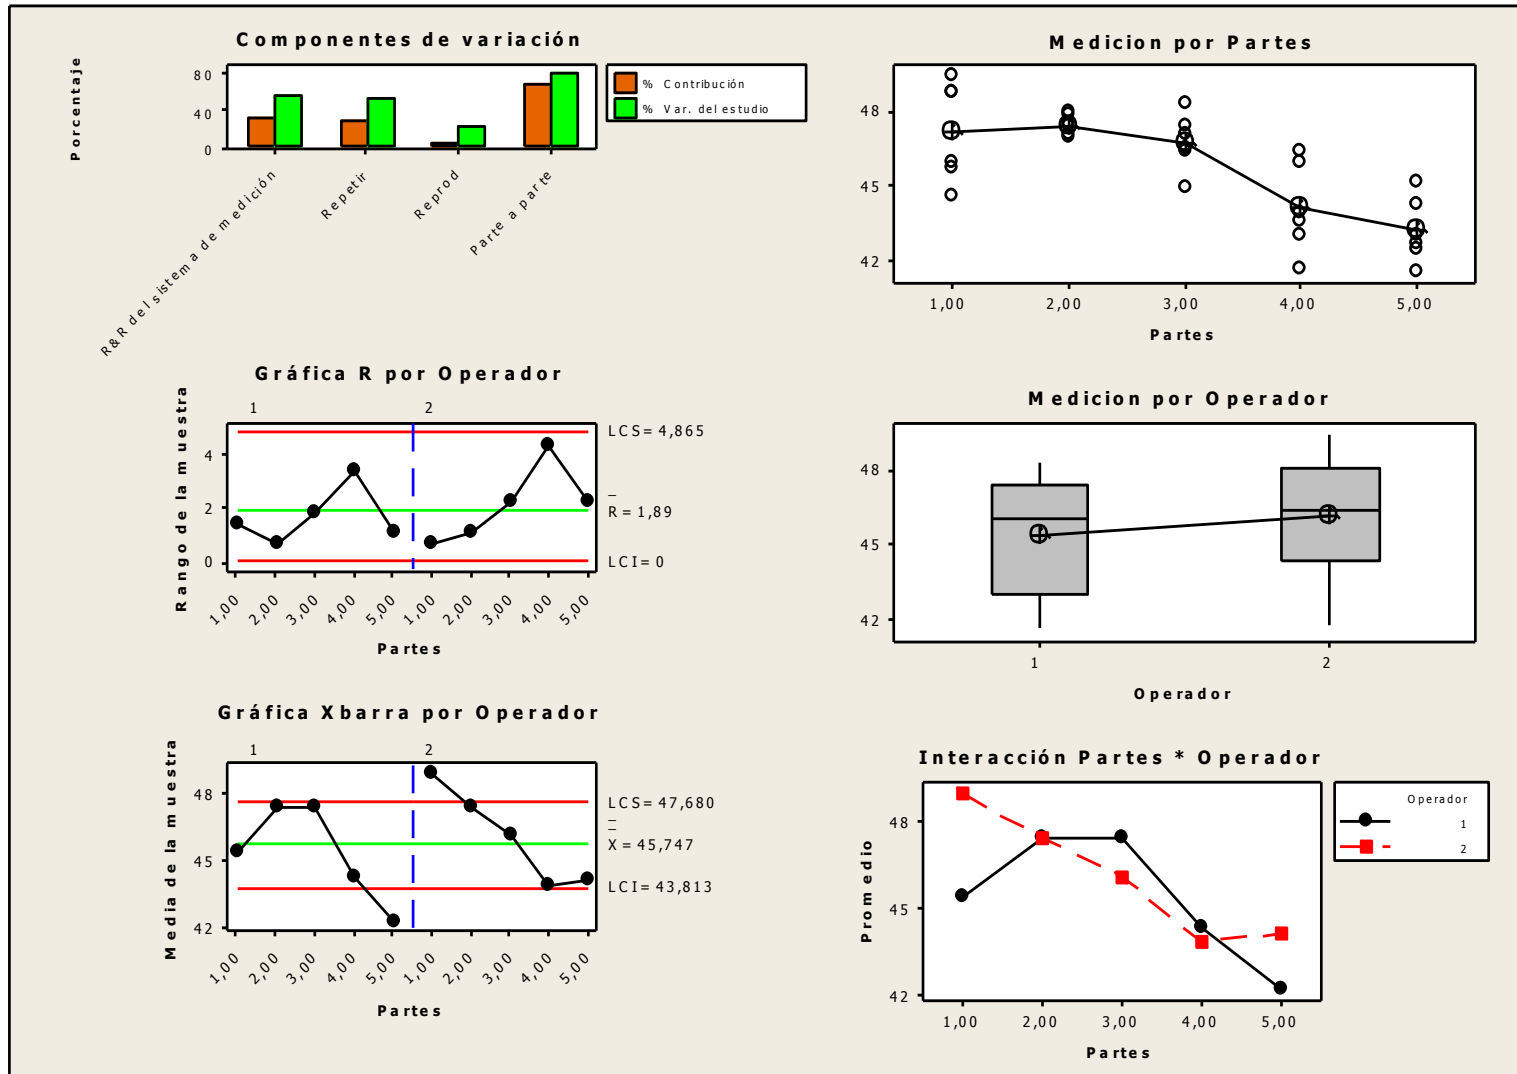 Componentes de variación
Porcentaje
80
40
0
R&R del sistema de medición
Repetir
Reprod
Parte a parte
% Contribución
% Var. del estudio
Medicion por Partes
48
45
42
1,00 2,00 3,00 4,00 5,00
Partes
Gráfica R por Operador
Rango de la muestra
1 2
4
2
0
LCS= 4,865
R= 1,89
LCI= 0
1,00 2,00 3,00 4,00 5,00 1,00 2,00 3,00 4,00 5,00
Partes
Medicion por Operador
48
45
42
1 2
Operador
Gráfica Xbarra por Operador
Media de la muestra
1 2
48
45
42
LCS= 47,680
X= 45,747
LCI= 43,813
1,00 2,00 3,00 4,00 5,00 1,00 2,00 3,00 4,00 5,00
Partes
Interacción Partes * Operador
Promedio
48
45
42
1,00 2,00 3,00 4,00 5,00
Partes
Operador
1
2